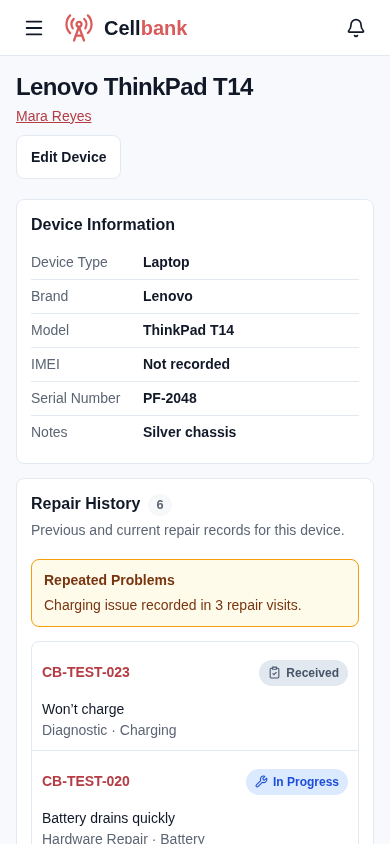 Cellbank
Lenovo ThinkPad T14
Mara Reyes
Edit Device
Device Information
Device Type Laptop
Brand Lenovo
Model ThinkPad T14
IMEI Not recorded
Serial Number PF-2048
Notes Silver chassis
Repair History 6
Previous and current repair records for this device.
Repeated Problems
Charging issue recorded in 3 repair visits.
CB-TEST-023 Received
Won’t charge
Diagnostic · Charging
CB-TEST-020 In Progress
Battery drains quickly
Hardware Repair · Battery